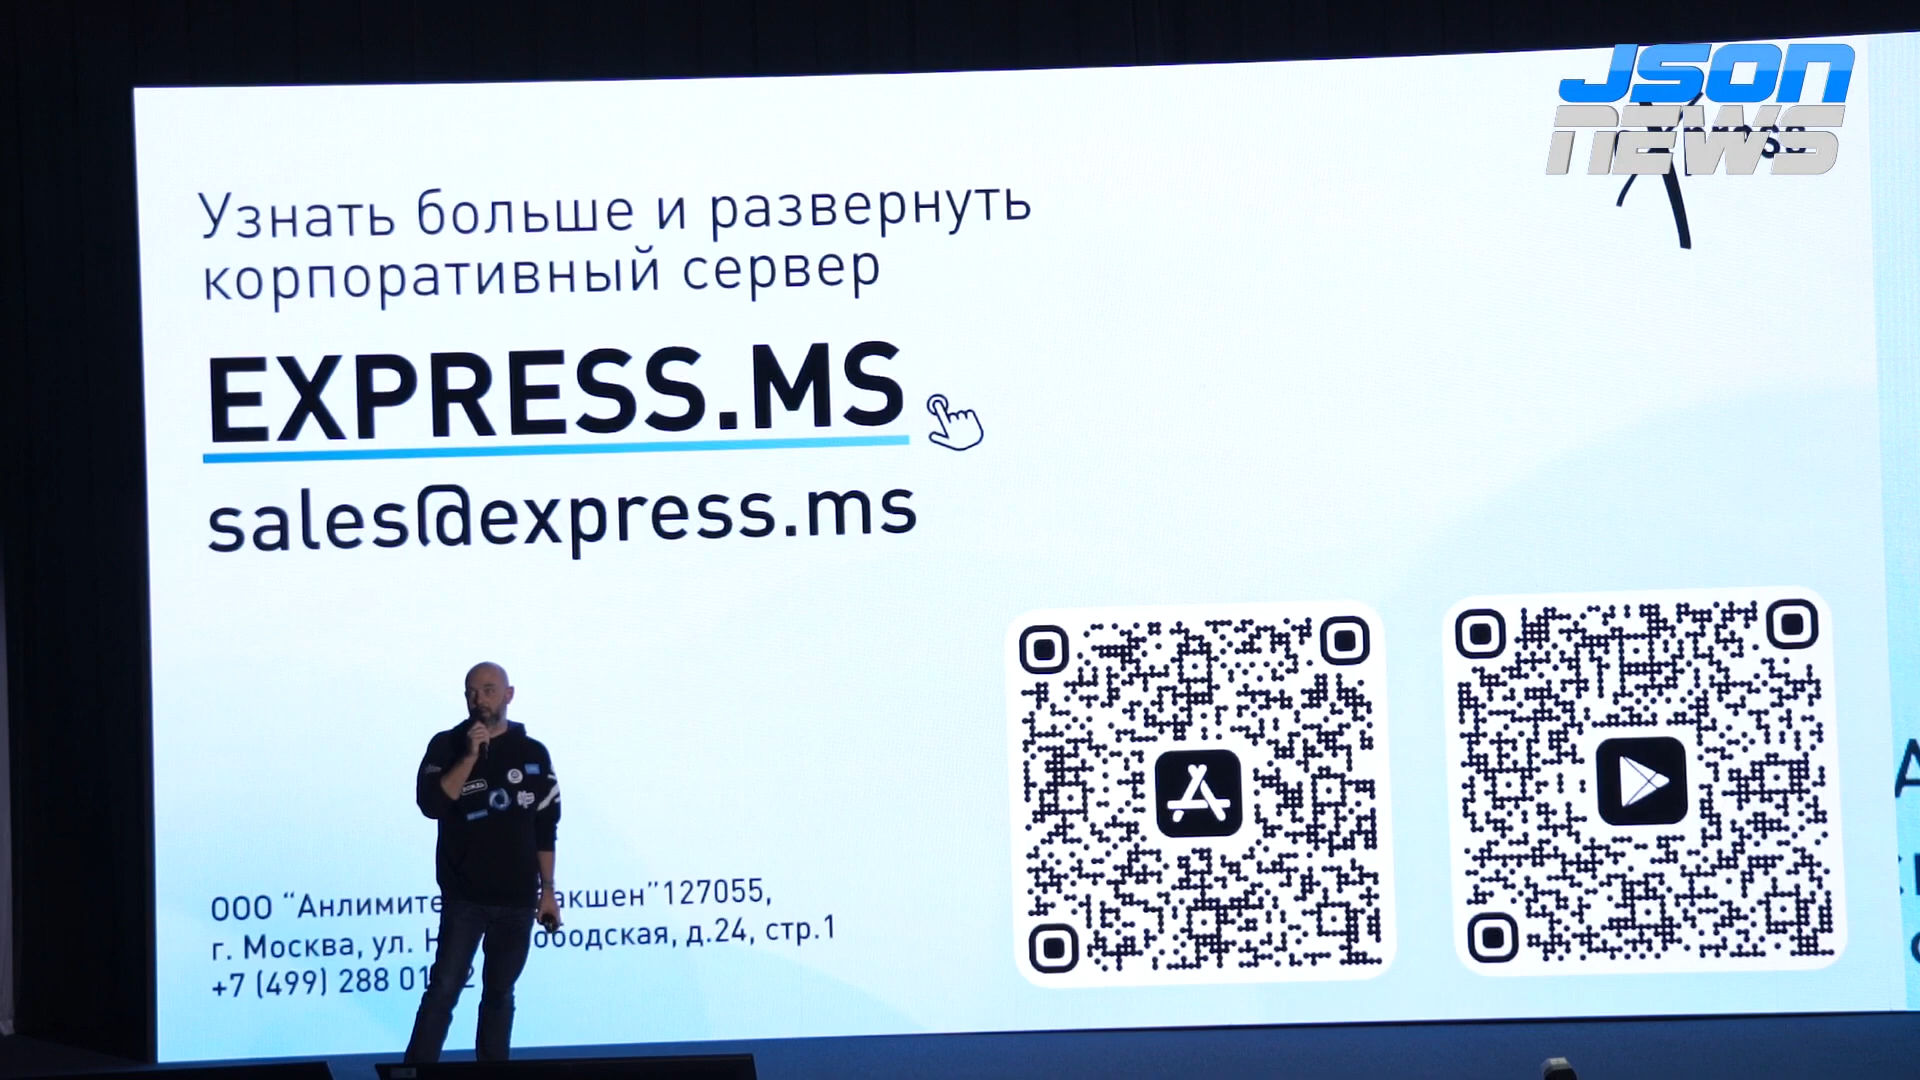 JSON
NEWS
Узнать больше и развернуть
корпоративный сервер
EXPRESS.MS
sales@express.ms
ООО “Анлимите акшен”127055,
г. Москва, ул. Н ободская, д.24, стр.1
+7 (499) 288 01 2